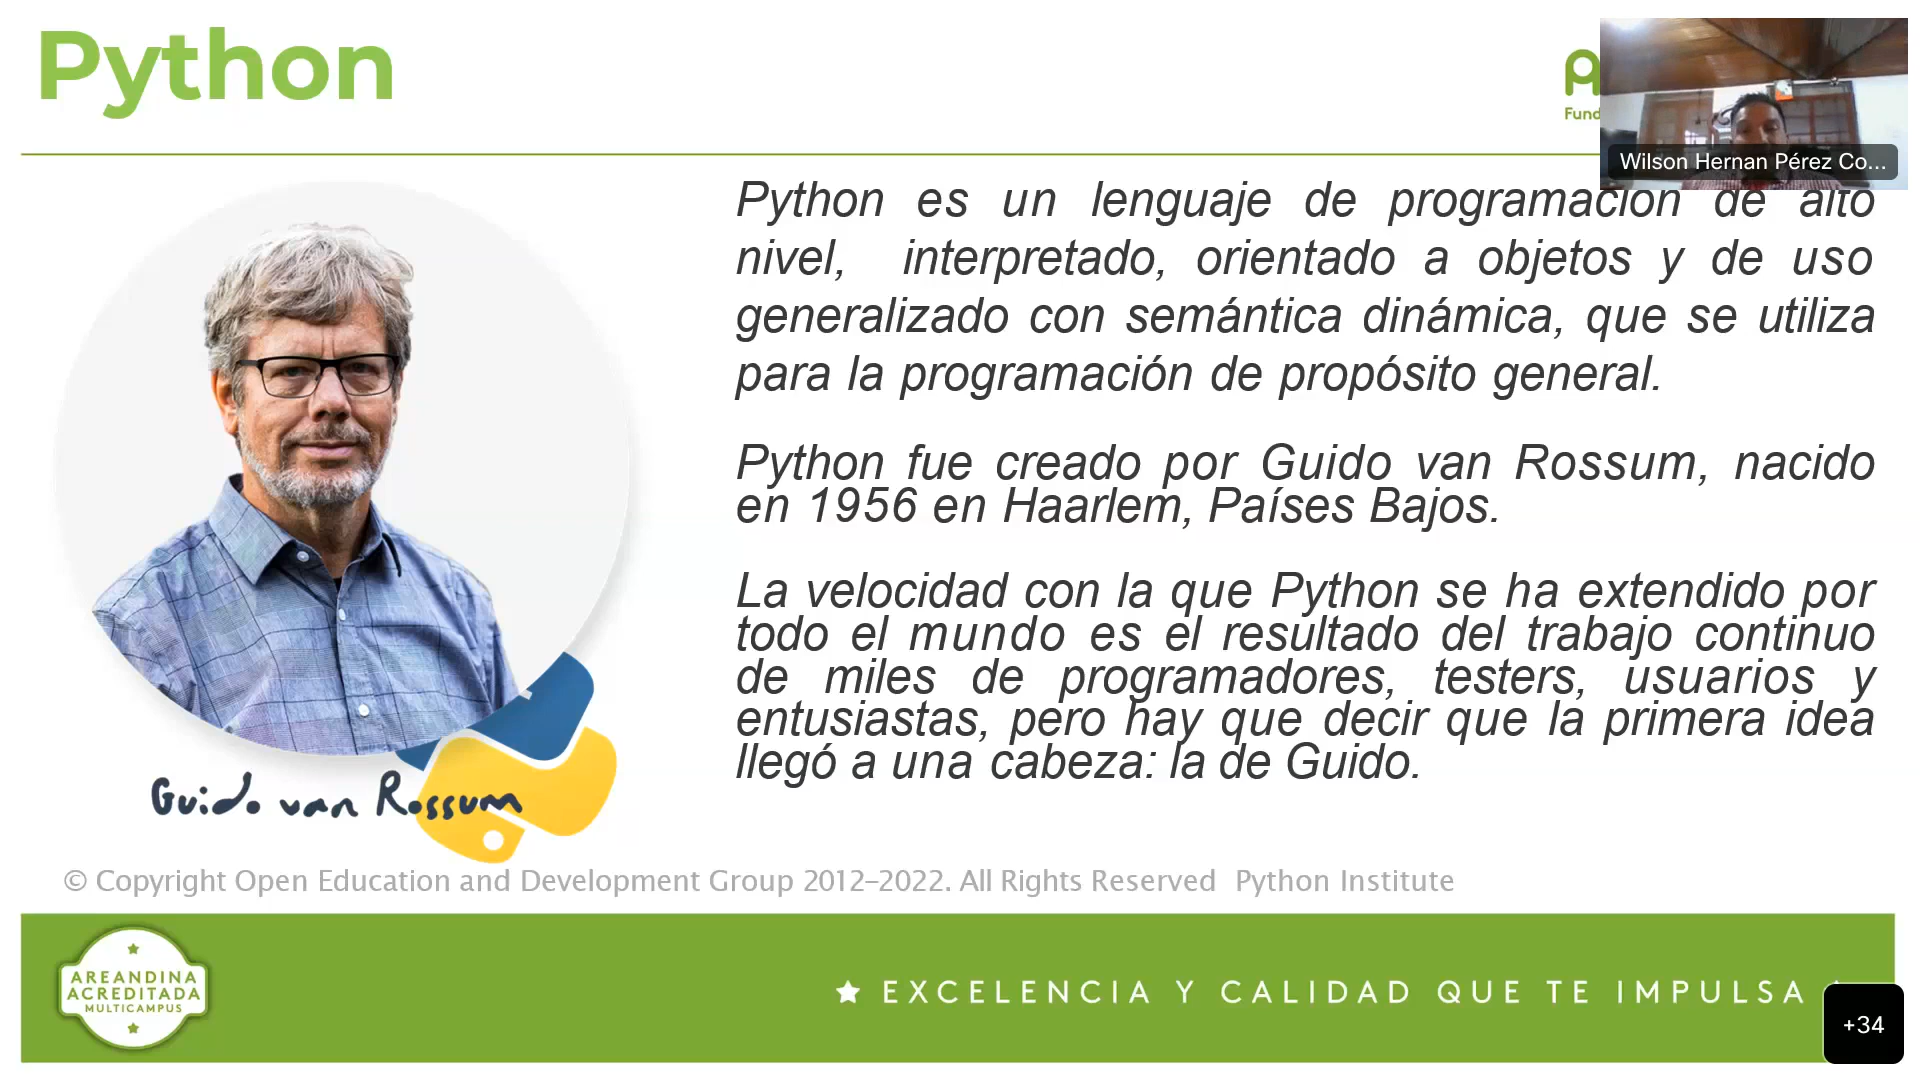 Python
Fund
Wilson Hernan Pérez Co...
Python es un lenguaje de programación de alto
nivel, interpretado, orientado a objetos y de uso
generalizado con semántica dinámica, que se utiliza
para la programación de propósito general.
Python fue creado por Guido van Rossum, nacido
en 1956 en Haarlem, Países Bajos.
La velocidad con la que Python se ha extendido por
todo el mundo es el resultado del trabajo continuo
de miles de programadores, testers, usuarios y
entusiastas, pero hay que decir que la primera idea
llegó a una cabeza: la de Guido.
Guido van Rossum
© Copyright Open Education and Development Group 2012–2022. All Rights Reserved Python Institute
AREANDINA
ACREDITADA
MULTICAMPUS
EXCELENCIA Y CALIDAD QUE TE IMPULSA
+34